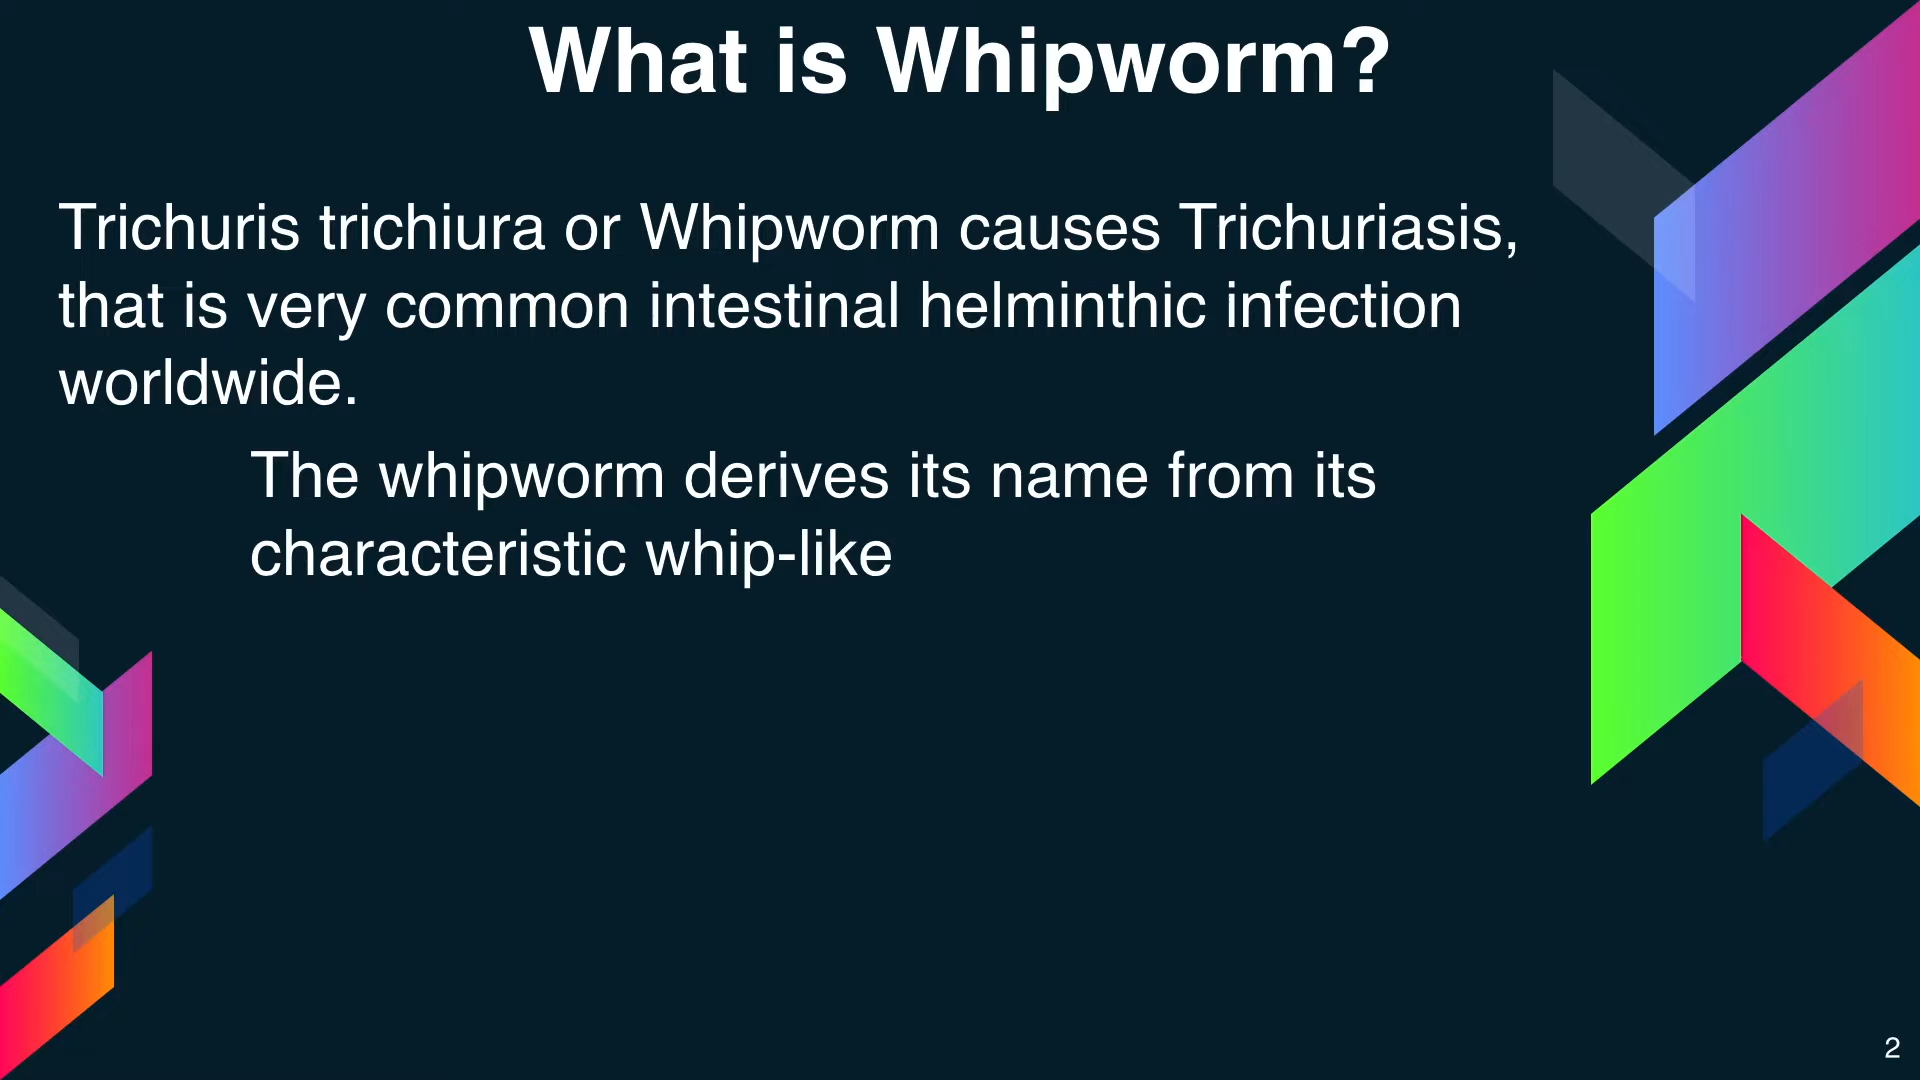 What is Whipworm?
Trichuris trichiura or Whipworm causes Trichuriasis,
that is very common intestinal helminthic infection
worldwide.
The whipworm derives its name from its
characteristic whip-like
2